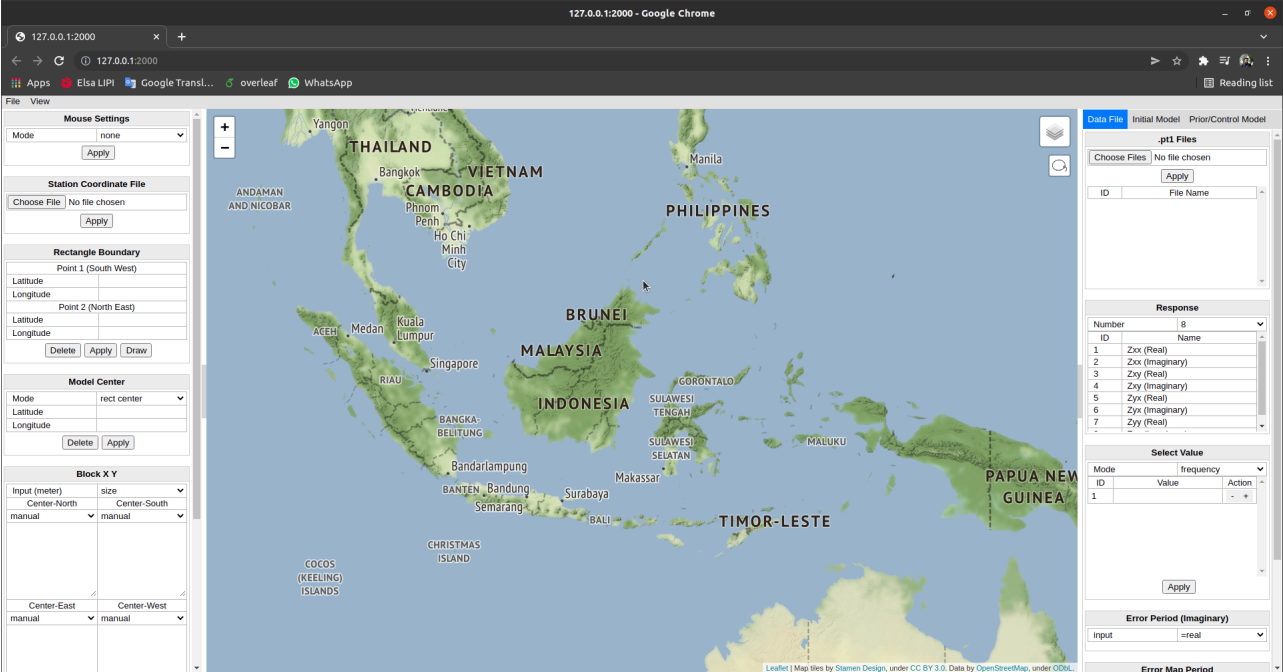 127.0.0.1:2000 - Google Chrome
127.0.0.1:2000
127.0.0.1:2000
Apps Elsa LIPI Google Transl... overleaf WhatsApp Reading list
File View
Mouse Settings
Mode none
Apply
Station Coordinate File
Choose File No file chosen
Apply
Rectangle Boundary
Point 1 (South West)
Latitude
Longitude
Point 2 (North East)
Latitude
Longitude
Delete Apply Draw
Model Center
Mode rect center
Latitude
Longitude
Delete Apply
Block X Y
Input (meter) size
Center-North Center-South
manual manual
Center-East Center-West
manual manual
+
−
Yangon
THAILAND
Bangkok
VIETNAM
CAMBODIA
ANDAMAN
AND NICOBAR
Phnom
Penh
Ho Chi
Minh
City
Manila
PHILIPPINES
BRUNEI
ACEH
Medan
Kuala
Lumpur
MALAYSIA
Singapore
RIAU
GORONTALO
INDONESIA
SULAWESI
TENGAH
BANGKA-
BELITUNG
SULAWESI
SELATAN
MALUKU
Bandarlampung
Makassar
PAPUA NEW
GUINEA
BANTEN
Bandung
Surabaya
Semarang
BALI
TIMOR-LESTE
CHRISTMAS
ISLAND
COCOS
(KEELING)
ISLANDS
Leaflet | Map tiles by Stamen Design, under CC BY 3.0. Data by OpenStreetMap, under ODbL.
Data File Initial Model Prior/Control Model
.pt1 Files
Choose Files No file chosen
Apply
ID File Name
Response
Number 8
ID Name
1 Zxx (Real)
2 Zxx (Imaginary)
3 Zxy (Real)
4 Zxy (Imaginary)
5 Zyx (Real)
6 Zyx (Imaginary)
7 Zyy (Real)
Select Value
Mode frequency
ID Value Action
1 - +
Apply
Error Period (Imaginary)
input =real
Error Map Period